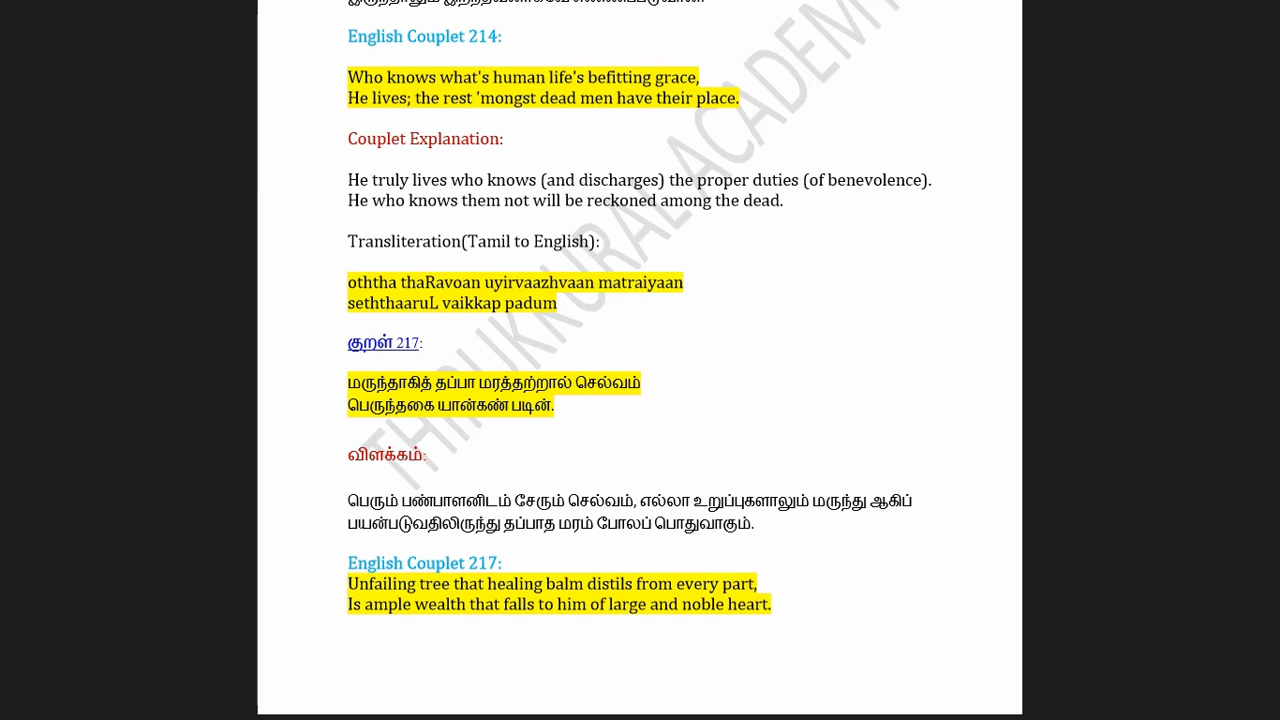 English Couplet 214:
Who knows what's human life's befitting grace,
He lives; the rest 'mongst dead men have their place.
Couplet Explanation:
He truly lives who knows (and discharges) the proper duties (of benevolence).
He who knows them not will be reckoned among the dead.
Transliteration(Tamil to English):
oththa thaRavoan uyirvaazhvaan matraiyaan
seththaaruL vaikkap padum
குறள் 217:
மருந்தாகித் தப்பா மரத்தற்றால் செல்வம்
பெருந்தகை யான்கண் படின்.
விளக்கம்:
பெரும் பண்பாளனிடம் சேரும் செல்வம், எல்லா உறுப்புகளாலும் மருந்து ஆகிப்
பயன்படுவதிலிருந்து தப்பாத மரம் போலப் பொதுவாகும்.
English Couplet 217:
Unfailing tree that healing balm distils from every part,
Is ample wealth that falls to him of large and noble heart.
THIRUKKURAL ACADEMY